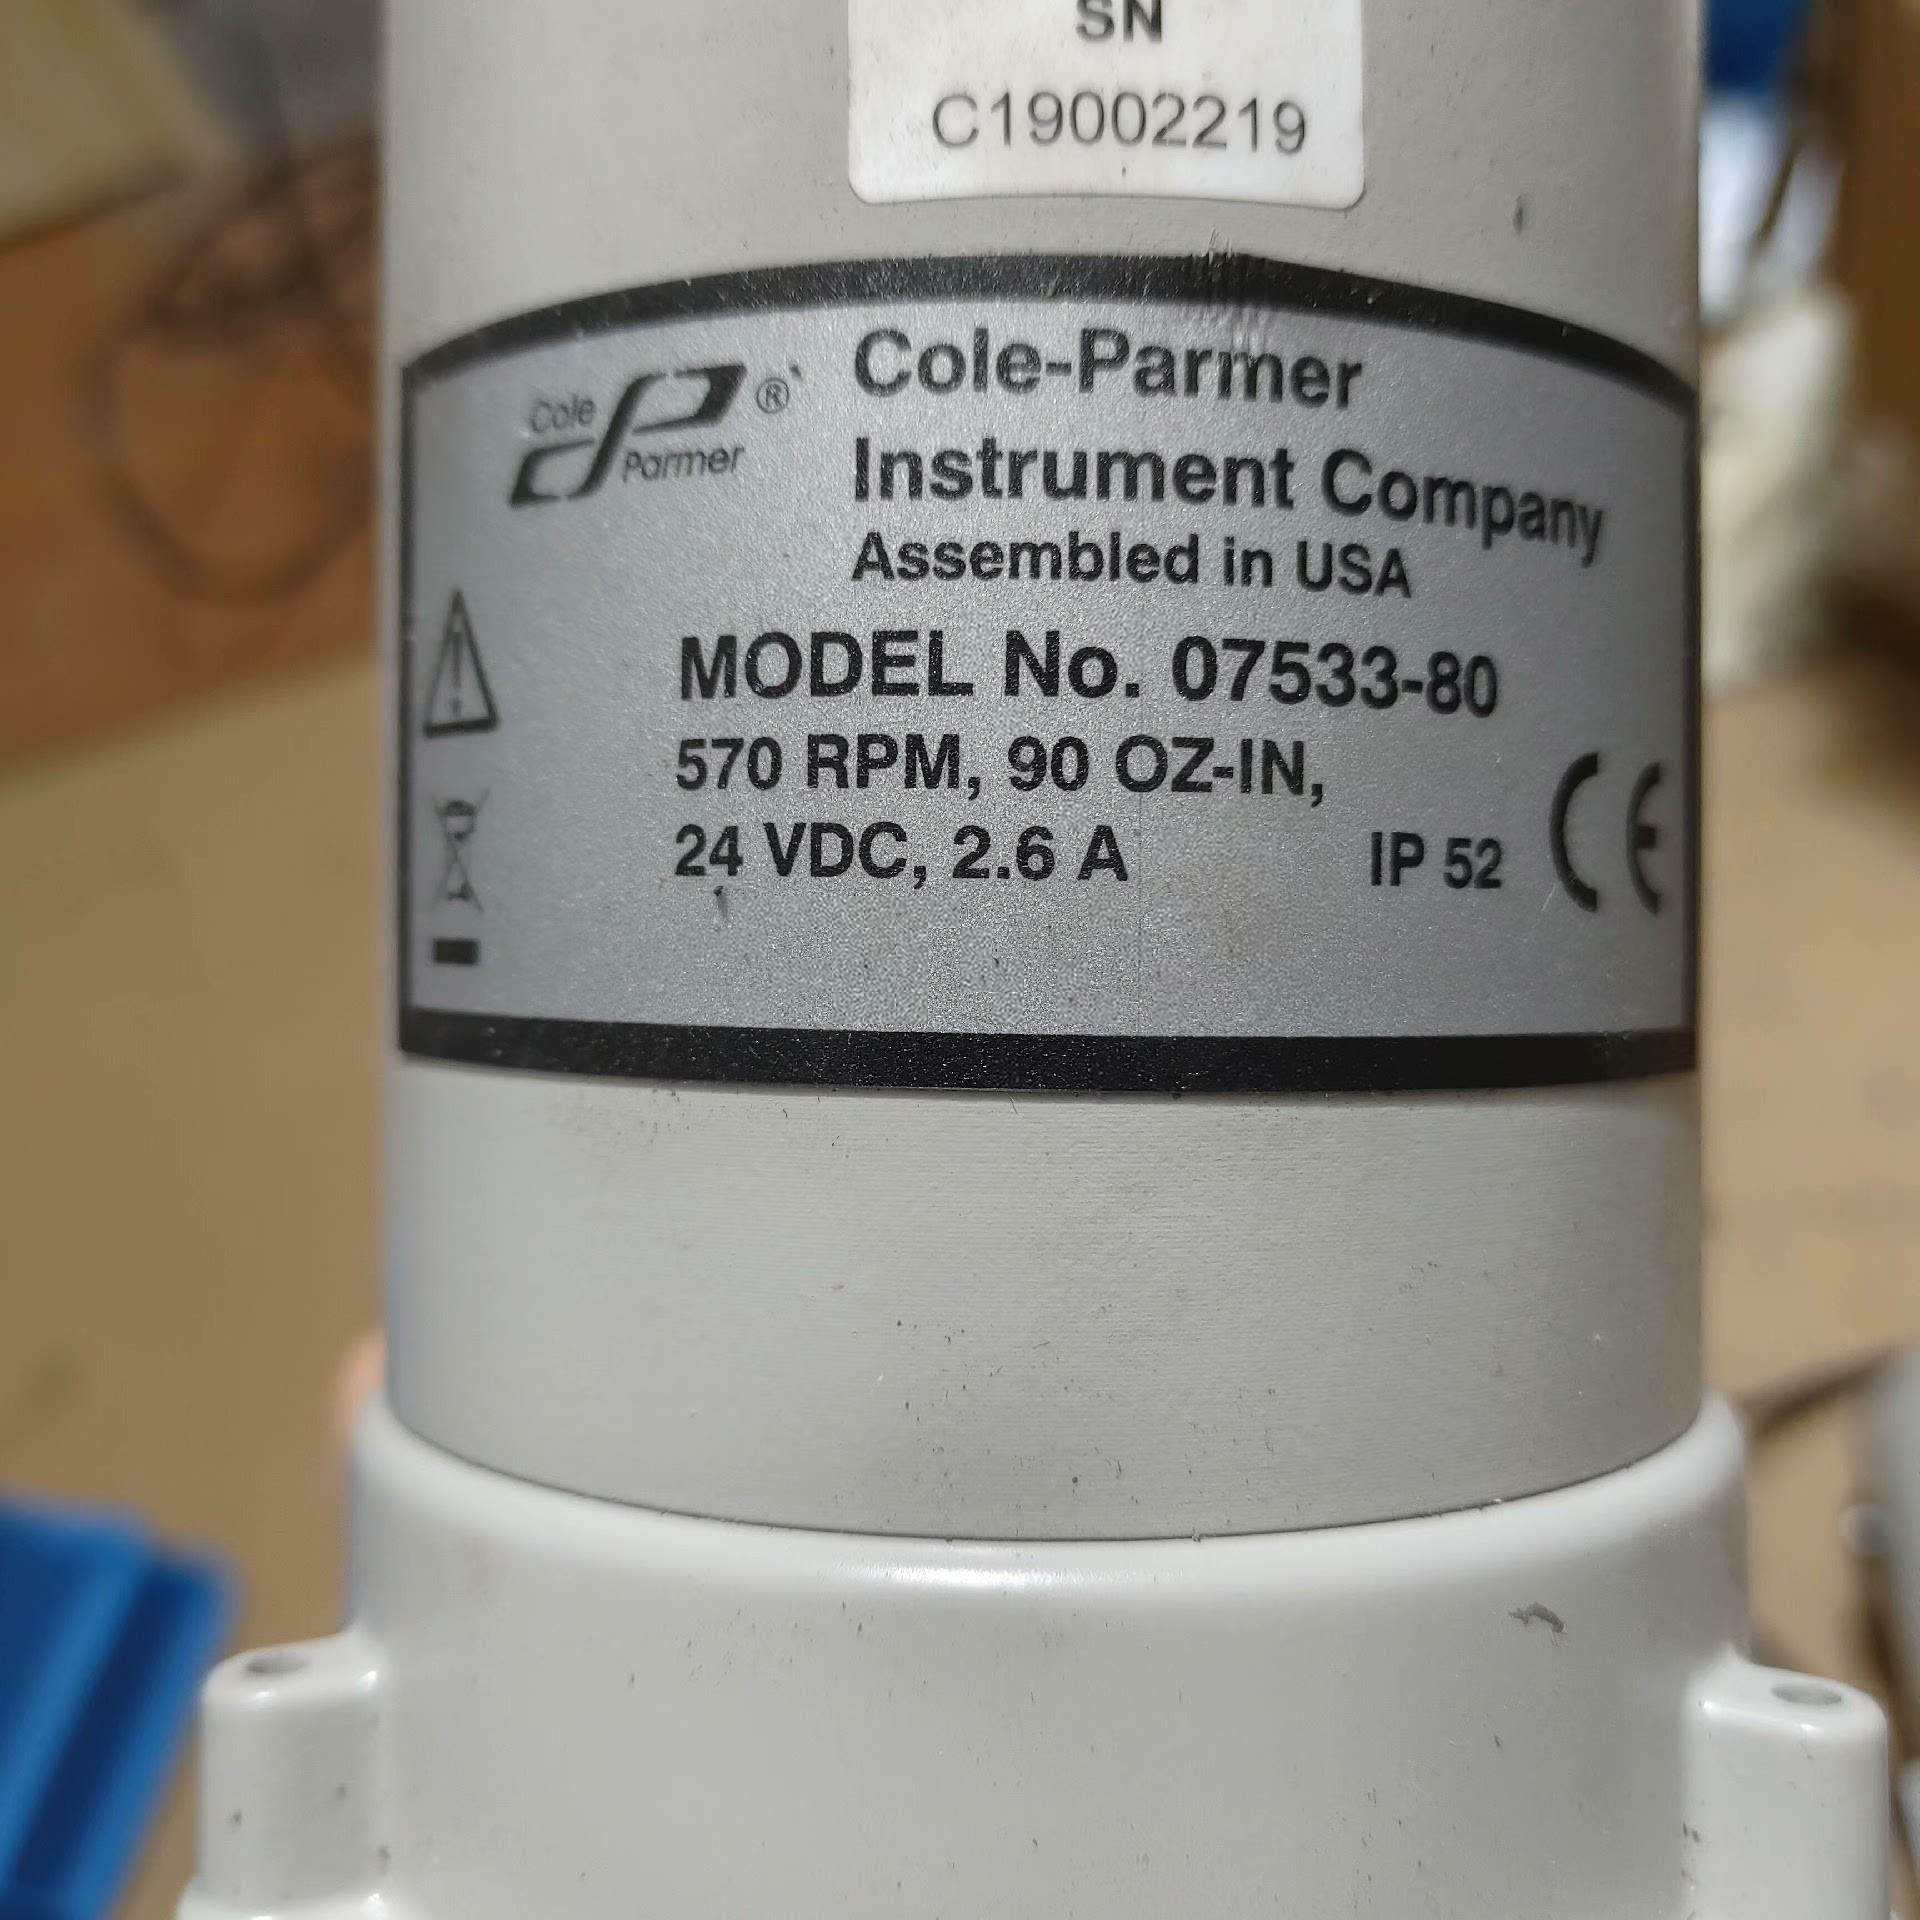 SN
C19002219
Cole
Parmer
®
Cole-Parmer
Instrument Company
Assembled in USA
MODEL No. 07533-80
570 RPM, 90 OZ-IN,
24 VDC, 2.6 A
IP 52
CE